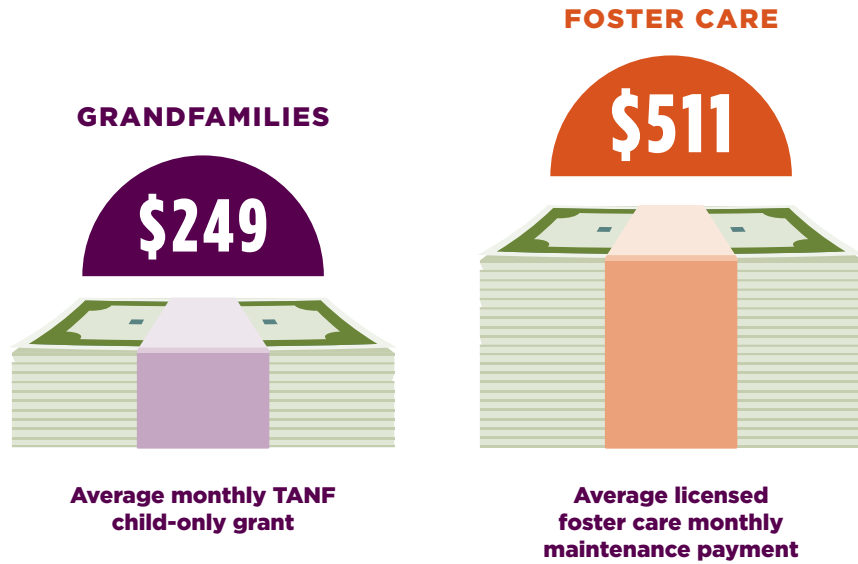 GRANDFAMILIES
$249
Average monthly TANF
child-only grant
FOSTER CARE
$511
Average licensed
foster care monthly
maintenance payment